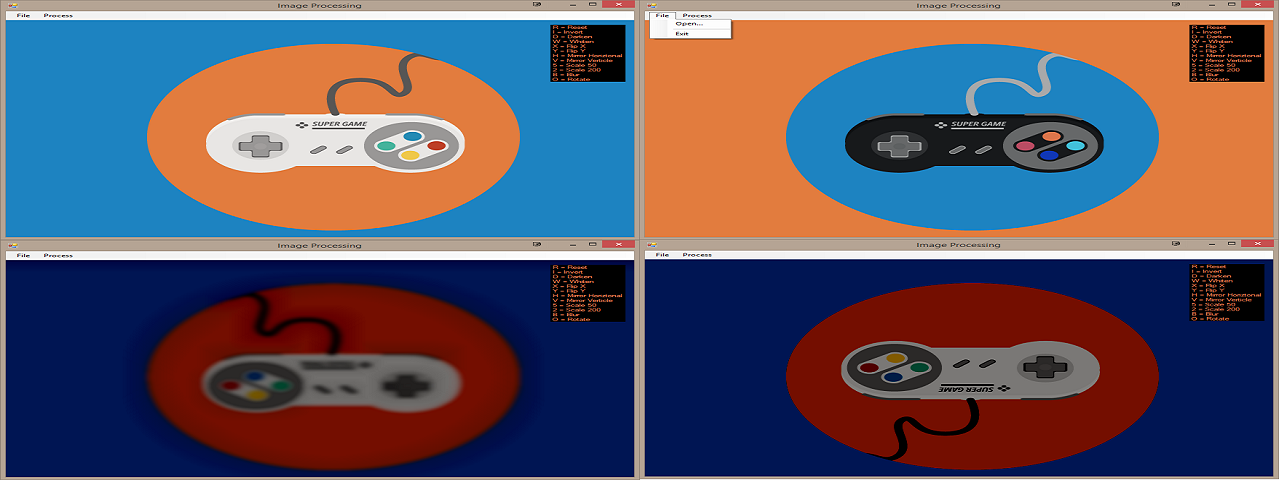 Image Processing
File Process
R = Reset
I = Invert
D = Darken
W = Whiten
X = Flip X
Y = Flip Y
H = Mirror Horizontal
V = Mirror Verticle
5 = Scale 50
2 = Scale 200
B = Blur
O = Rotate
SUPER GAME
Image Processing
File Process
Open...
Exit
R = Reset
I = Invert
D = Darken
W = Whiten
X = Flip X
Y = Flip Y
H = Mirror Horizontal
V = Mirror Verticle
5 = Scale 50
2 = Scale 200
B = Blur
O = Rotate
SUPER GAME
Image Processing
File Process
R = Reset
I = Invert
D = Darken
W = Whiten
X = Flip X
Y = Flip Y
H = Mirror Horizontal
V = Mirror Verticle
5 = Scale 50
2 = Scale 200
B = Blur
O = Rotate
Image Processing
File Process
R = Reset
I = Invert
D = Darken
W = Whiten
X = Flip X
Y = Flip Y
H = Mirror Horizontal
V = Mirror Verticle
5 = Scale 50
2 = Scale 200
B = Blur
O = Rotate
SUPER GAME